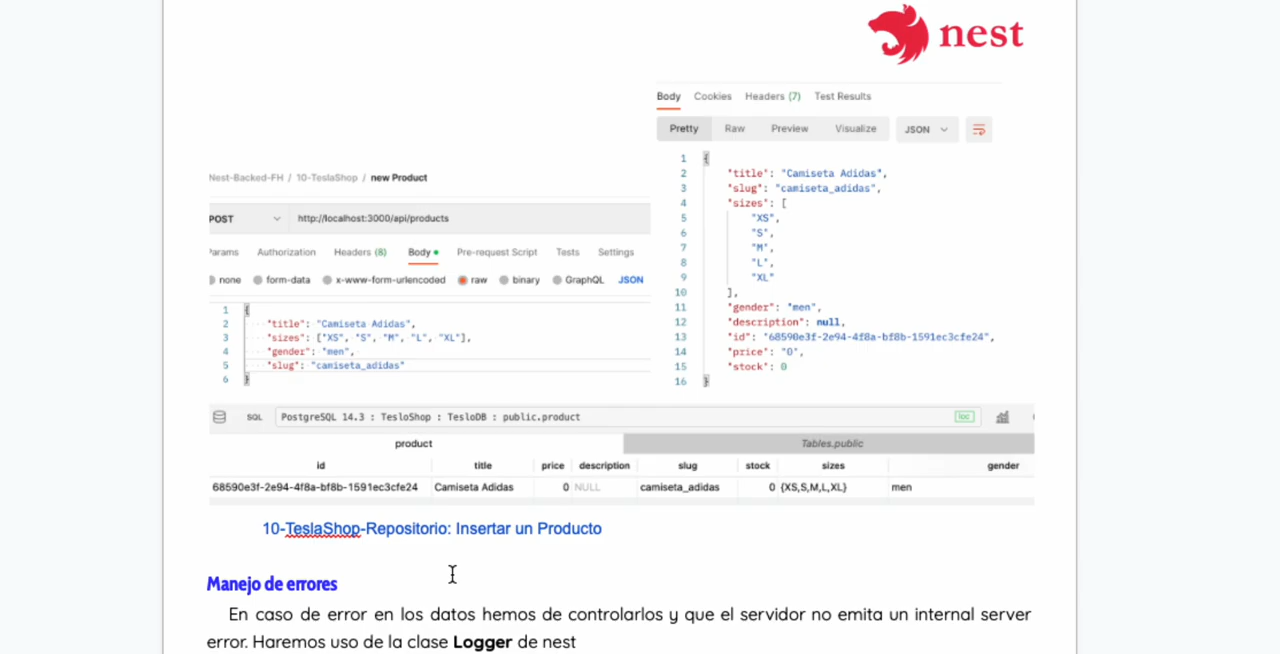 nest
Nest-Backed-FH / 10-TeslaShop / new Product
POST http://localhost:3000/api/products
Params Authorization Headers (8) Body Pre-request Script Tests Settings
none form-data x-www-form-urlencoded raw binary GraphQL JSON
1 {
2 "title": "Camiseta Adidas",
3 "sizes": ["XS", "S", "M", "L", "XL"],
4 "gender": "men",
5 "slug": "camiseta_adidas"
6 }
Body Cookies Headers (7) Test Results
Pretty Raw Preview Visualize JSON
1 {
2 "title": "Camiseta Adidas",
3 "slug": "camiseta_adidas",
4 "sizes": [
5 "XS",
6 "S",
7 "M",
8 "L",
9 "XL"
10 ],
11 "gender": "men",
12 "description": null,
13 "id": "68590e3f-2e94-4f8a-bf8b-1591ec3cfe24",
14 "price": "0",
15 "stock": 0
16 }
SQL PostgreSQL 14.3 : TesloShop : TesloDB : public.product loc
product Tables.public
id title price description slug stock sizes gender
68590e3f-2e94-4f8a-bf8b-1591ec3cfe24 Camiseta Adidas 0 NULL camiseta_adidas 0 {XS,S,M,L,XL} men
10-TeslaShop-Repositorio: Insertar un Producto
Manejo de errores
En caso de error en los datos hemos de controlarlos y que el servidor no emita un internal server
error. Haremos uso de la clase Logger de nest